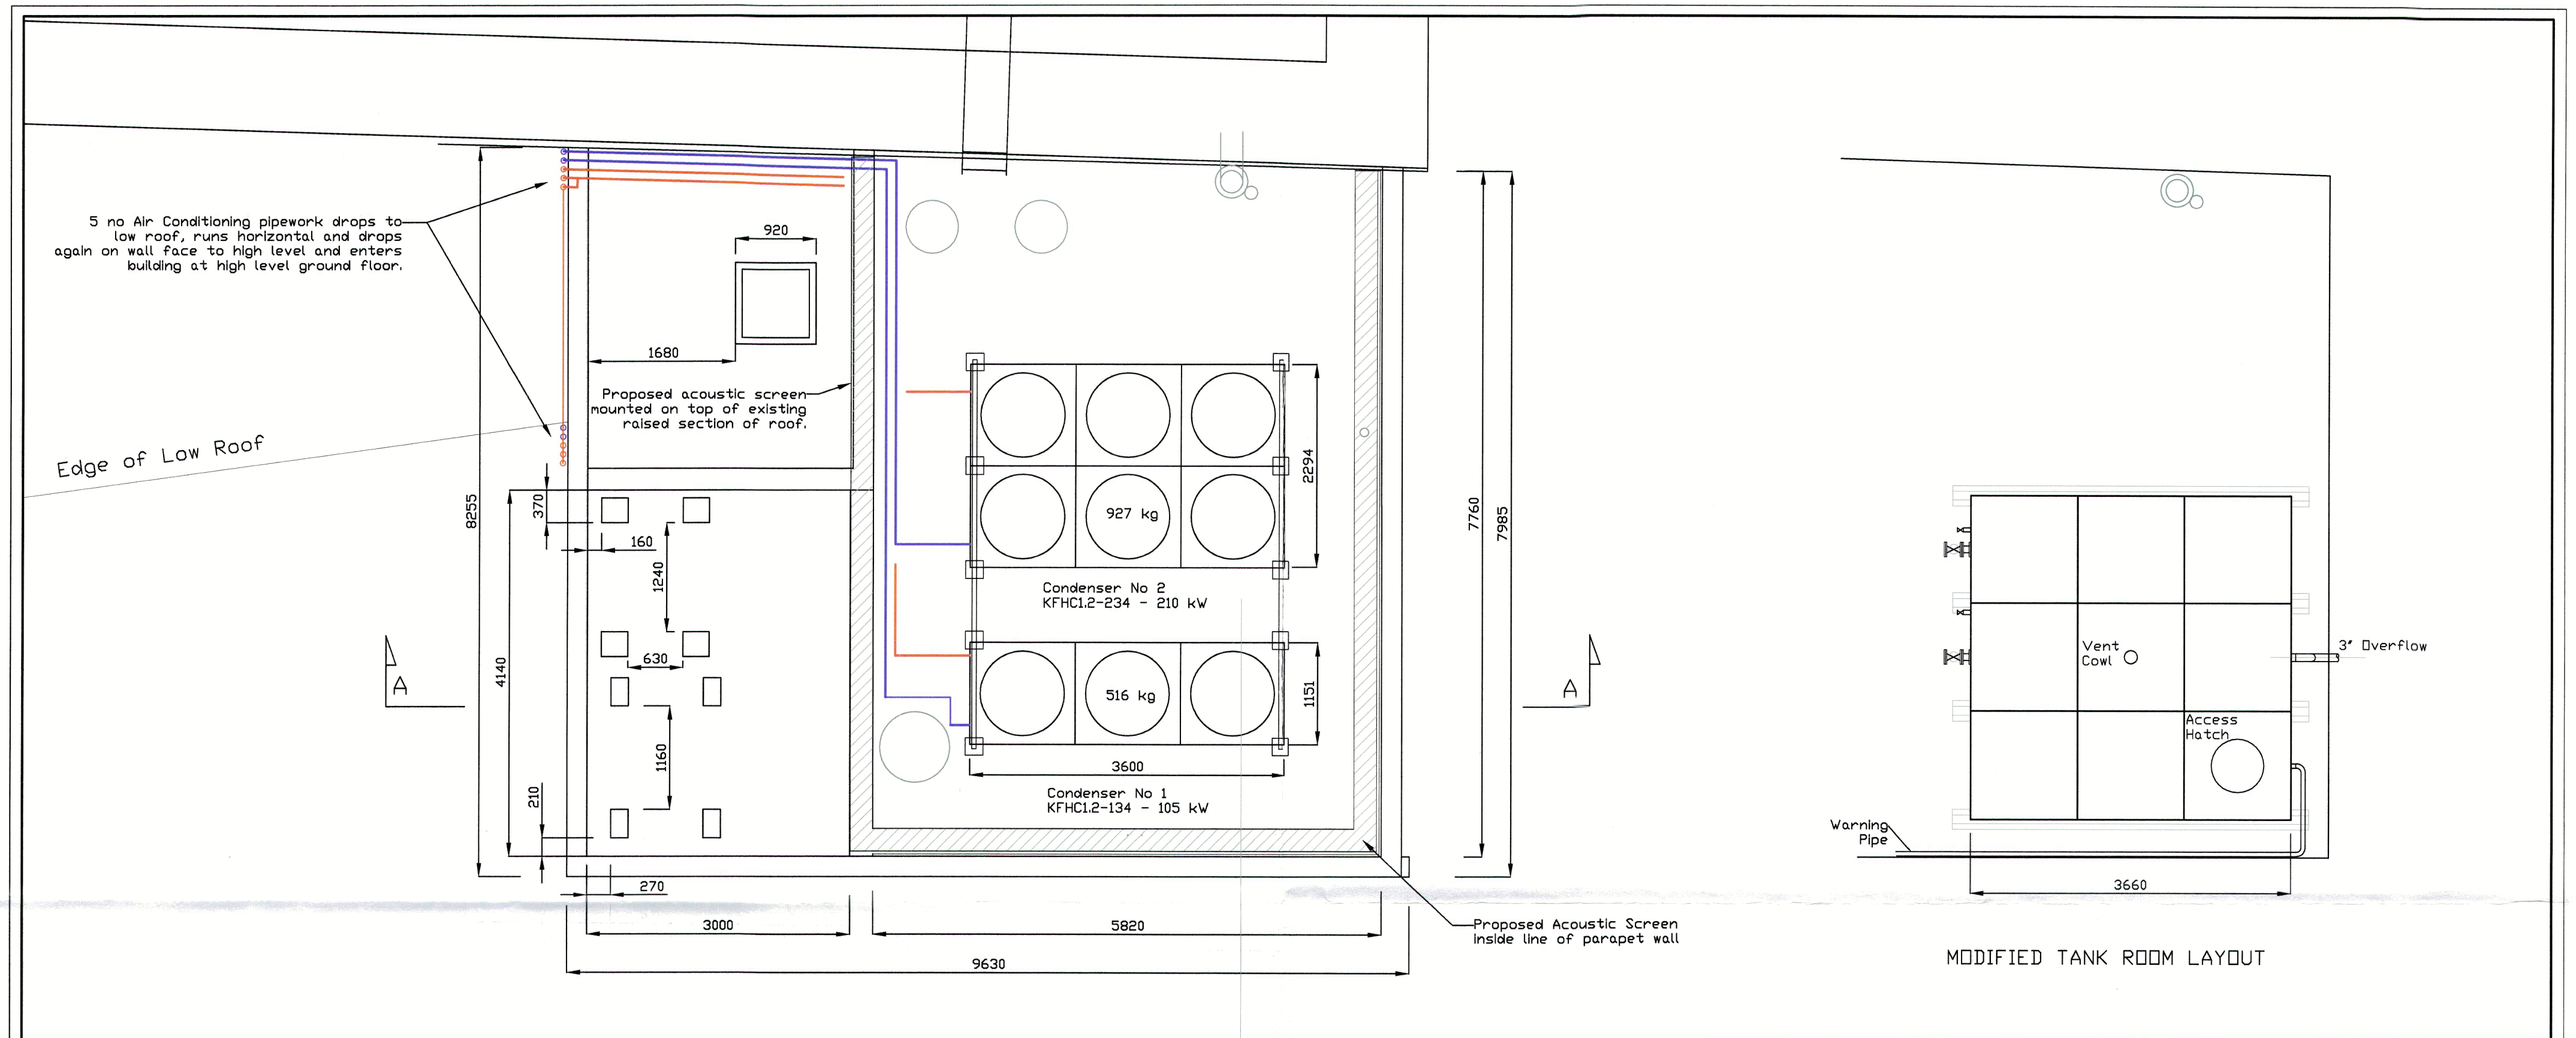 5 no Air Conditioning pipework drops to
low roof, runs horizontal and drops
again on wall face to high level and enters
building at high level ground floor.
920
1680
Proposed acoustic screen
mounted on top of existing
raised section of roof.
Edge of Low Roof
8255
370
160
1240
630
4140
A
1160
210
270
3000
5820
9630
927 kg
2294
Condenser No 2
KFHC1.2-234 - 210 kW
516 kg
1151
3600
Condenser No 1
KFHC1.2-134 - 105 kW
7760
7985
A
Proposed Acoustic Screen
inside line of parapet wall
Vent
Cowl
3" Overflow
Access
Hatch
Warning
Pipe
3660
MODIFIED TANK ROOM LAYOUT